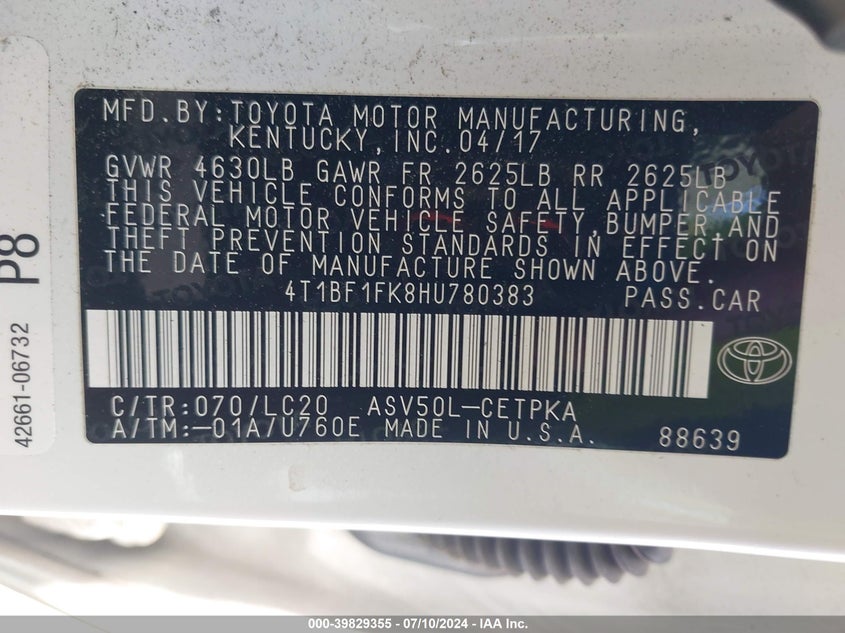 MFD.BY:TOYOTA MOTOR MANUFACTURING,
KENTUCKY,INC.04/17
GVWR 4630LB GAWR FR 2625LB RR 2625LB
THIS VEHICLE CONFORMS TO ALL APPLICABLE
FEDERAL MOTOR VEHICLE SAFETY,BUMPER,AND
THEFT PREVENTION STANDARDS IN EFFECT ON
THE DATE OF MANUFACTURE SHOWN ABOVE.
4T1BF1FK8HU780383 PASS.CAR
C/TR:070/LC20 ASV50L-CETPKA
A/TM:-01A/U760E MADE IN U.S.A. 88639
42661-06732 P8
000-39829355 - 07/10/2024 - IAA Inc.